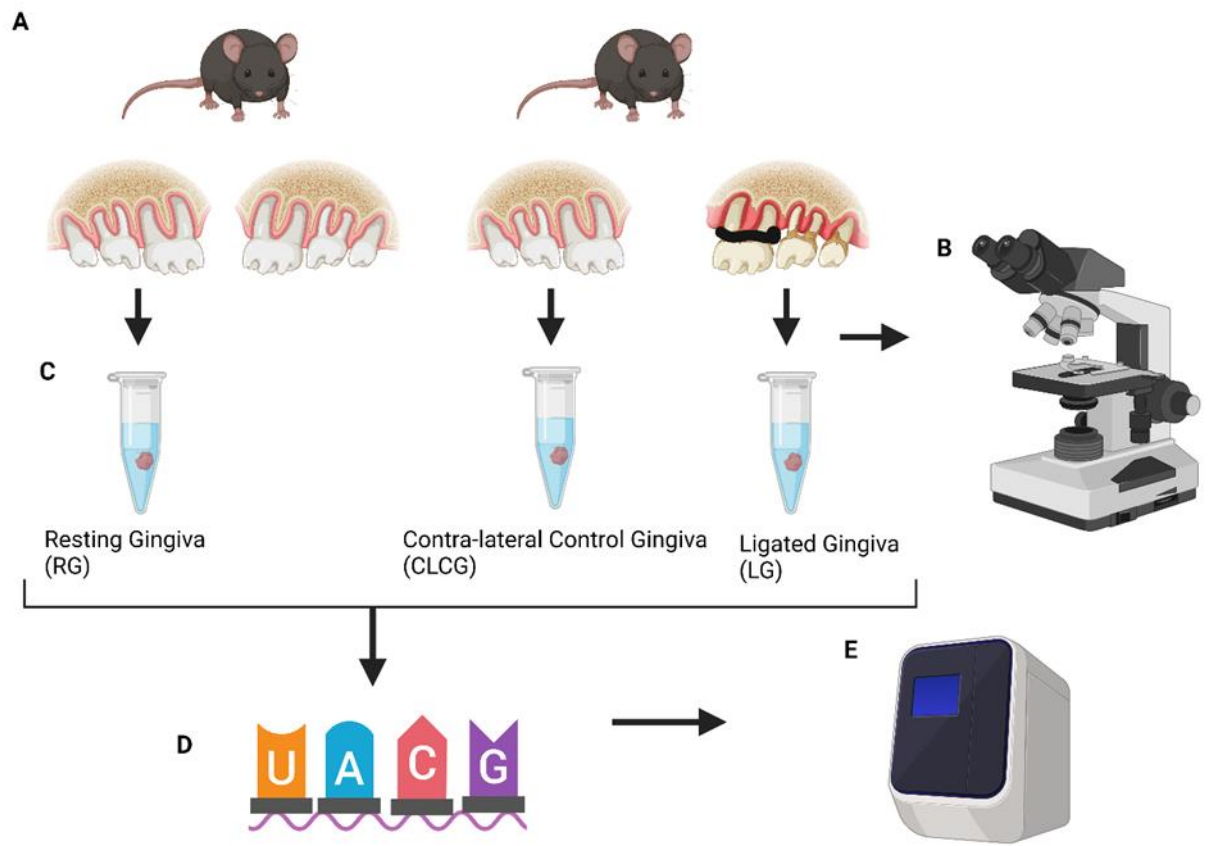 A
B
C
Resting Gingiva
(RG)
Contra-lateral Control Gingiva
(CLCG)
Ligated Gingiva
(LG)
D
U A C G
E